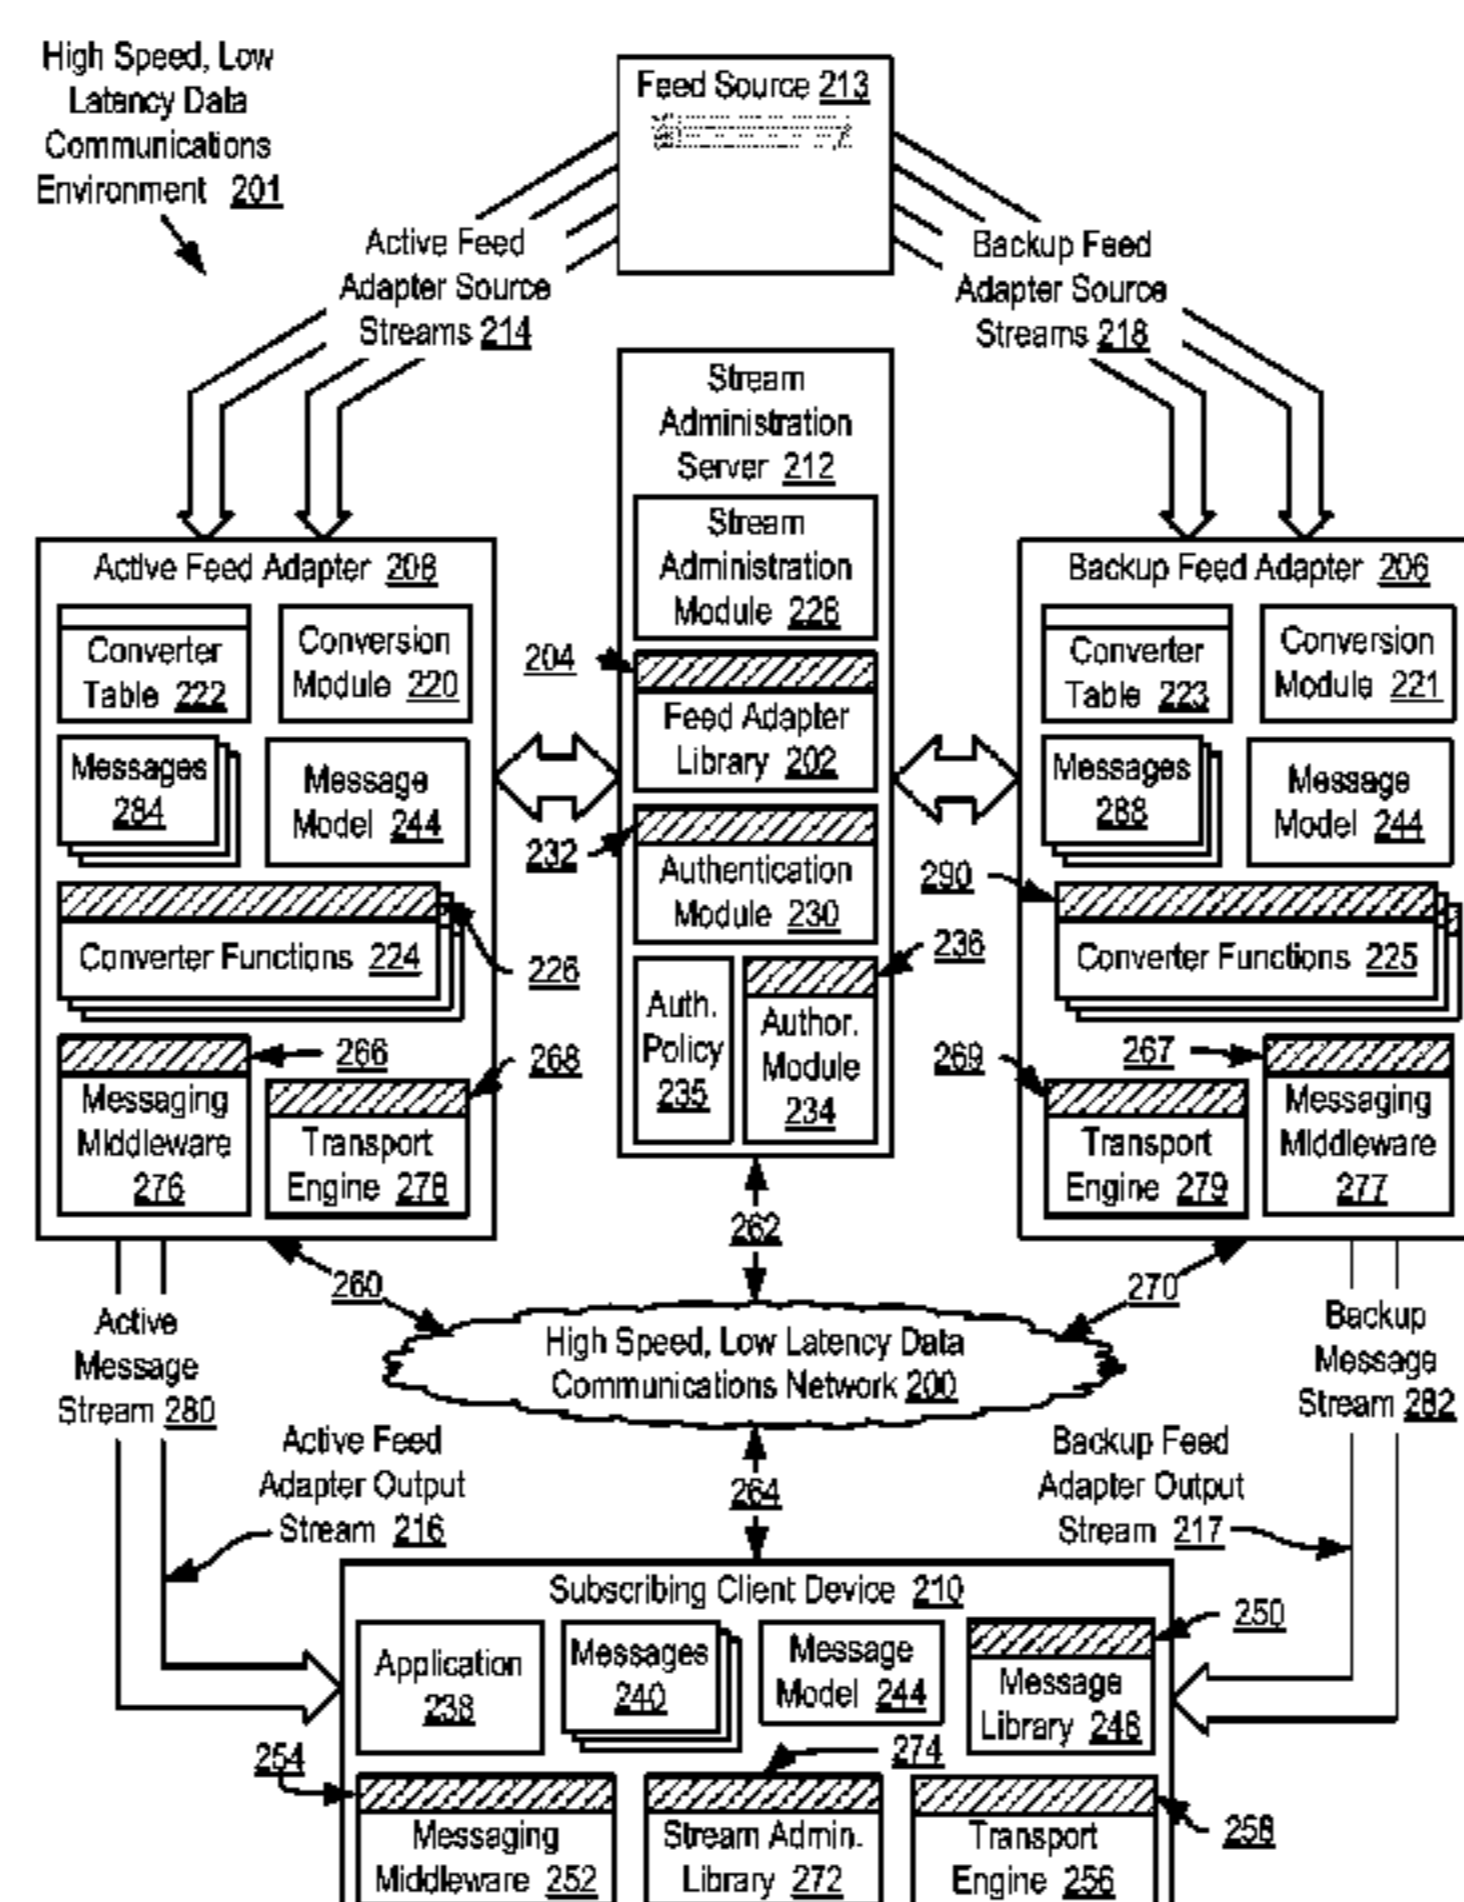 High Speed, Low
Latency Data
Communications
Environment 201
Feed Source 213
Active Feed
Adapter Source
Streams 214
Backup Feed
Adapter Source
Streams 218
Stream
Administration
Server 212
Stream
Administration
Module 228
204
Feed Adapter
Library 202
232
Authentication
Module 230
236
Auth.
Policy
235
Author.
Module
234
Active Feed Adapter 208
Converter
Table 222
Conversion
Module 220
Messages
284
Message
Model 244
Converter Functions 224
226
266
Messaging
Middleware
276
268
Transport
Engine 278
Backup Feed Adapter 206
Converter
Table 223
Conversion
Module 221
Messages
288
Message
Model 244
290
Converter Functions 225
269
Transport
Engine 279
267
Messaging
Middleware
277
262
260
270
High Speed, Low Latency Data
Communications Network 200
Active
Message
Stream 280
Backup
Message
Stream 282
Active Feed
Adapter Output
Stream 216
264
Backup Feed
Adapter Output
Stream 217
Subscribing Client Device 210
Application
238
Messages
240
Message
Model 244
250
Message
Library 248
254
Messaging
Middleware 252
274
Stream Admin.
Library 272
258
Transport
Engine 256